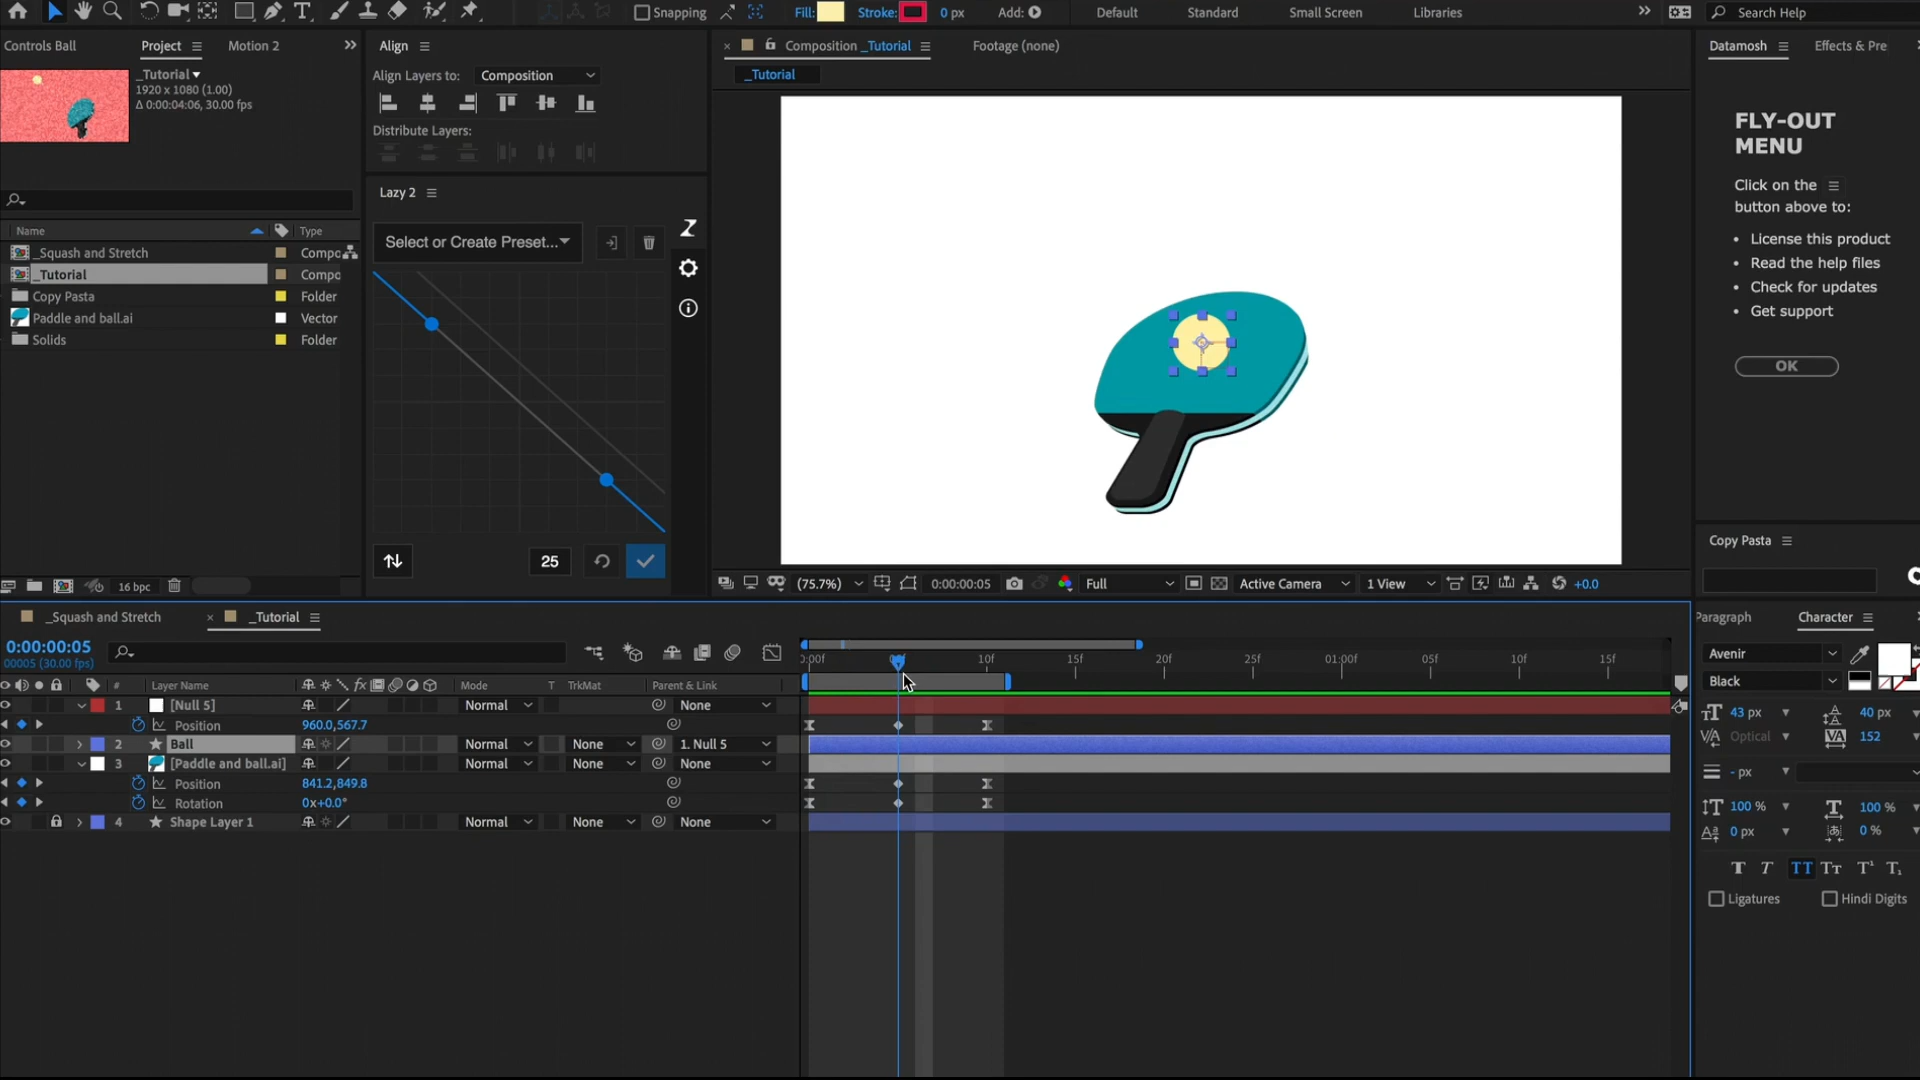 Snapping
Fill:
Stroke:
0 px
Add:
Default
Standard
Small Screen
Libraries
Search Help
Controls Ball
Project
Motion 2
Align
Composition _Tutorial
Footage (none)
Datamosh
Effects & Pre
_Tutorial
1920 x 1080 (1.00)
Δ 0:00:04:06, 30.00 fps
Align Layers to:
Composition
_Tutorial
Distribute Layers:
FLY-OUT
MENU
Click on the
button above to:
• License this product
• Read the help files
• Check for updates
• Get support
OK
Lazy 2
Select or Create Preset...
Name
Type
_Squash and Stretch
Compo
_Tutorial
Compo
Copy Pasta
Folder
Paddle and ball.ai
Vector
Solids
Folder
25
16 bpc
(75.7%)
0:00:00:05
Full
Active Camera
1 View
+0.0
Copy Pasta
_Squash and Stretch
_Tutorial
Paragraph
Character
0:00:00:05
00005 (30.00 fps)
0:00f
10f
15f
20f
25f
01:00f
05f
10f
15f
Avenir
Black
#
Layer Name
Mode
T
TrkMat
Parent & Link
1
[Null 5]
Normal
None
Position
960.0,567.7
2
Ball
Normal
None
1. Null 5
3
[Paddle and ball.ai]
Normal
None
None
Position
841.2,849.8
Rotation
0x+0.0°
4
Shape Layer 1
Normal
None
None
43 px
40 px
Optical
152
- px
100 %
100 %
0 px
0 %
Ligatures
Hindi Digits